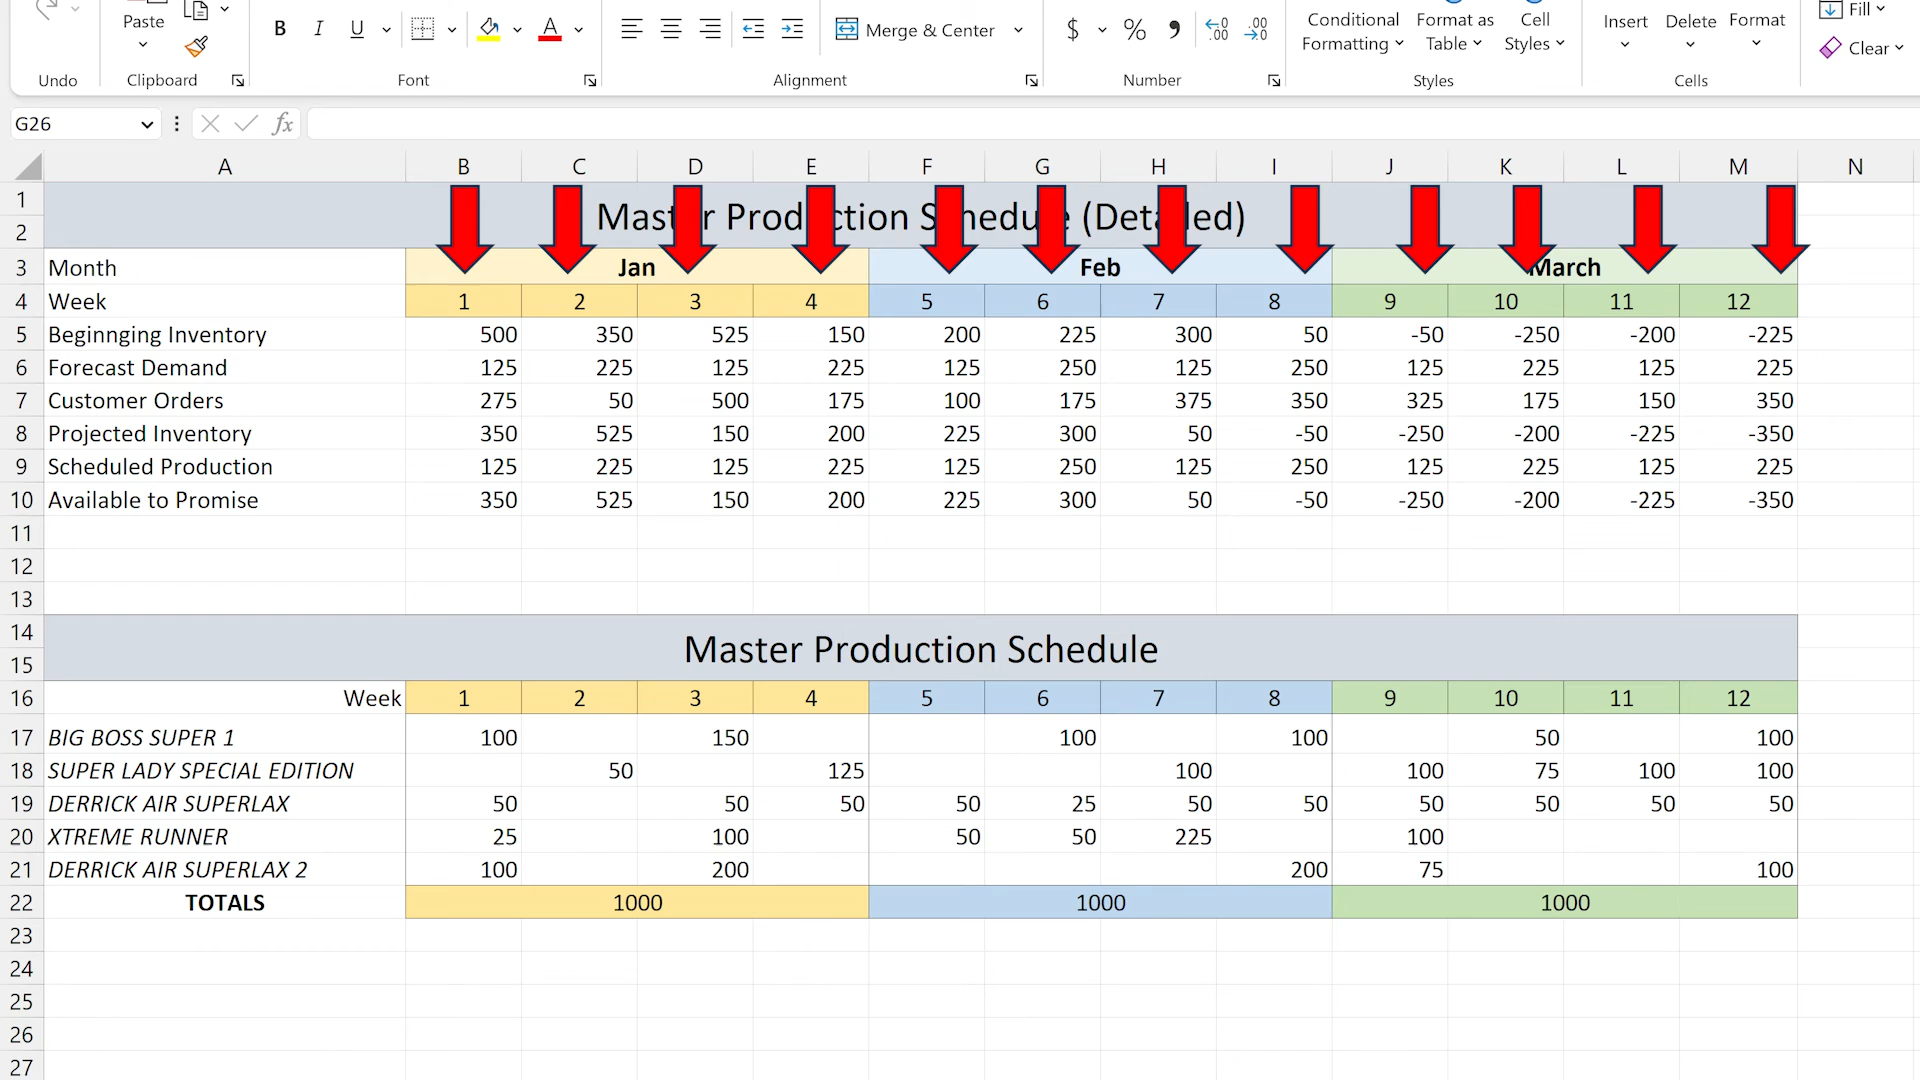 Paste
B I U A
Merge & Center
$ % 9 .00 .00
Conditional Formatting
Format as Table
Cell Styles
Insert Delete Format
Fill
Clear
Undo Clipboard Font Alignment Number Styles Cells
G26 fx
A B C D E F G H I J K L M N
1 Master Production Schedule (Detailed)
2
3 Month Jan Feb March
4 Week 1 2 3 4 5 6 7 8 9 10 11 12
5 Beginnging Inventory 500 350 525 150 200 225 300 50 -50 -250 -200 -225
6 Forecast Demand 125 225 125 225 125 250 125 250 125 225 125 225
7 Customer Orders 275 50 500 175 100 175 375 350 325 175 150 350
8 Projected Inventory 350 525 150 200 225 300 50 -50 -250 -200 -225 -350
9 Scheduled Production 125 225 125 225 125 250 125 250 125 225 125 225
10 Available to Promise 350 525 150 200 225 300 50 -50 -250 -200 -225 -350
11
12
13
14 Master Production Schedule
15
16 Week 1 2 3 4 5 6 7 8 9 10 11 12
17 BIG BOSS SUPER 1 100 150 100 100 50 100
18 SUPER LADY SPECIAL EDITION 50 125 100 100 75 100 100
19 DERRICK AIR SUPERLAX 50 50 50 50 25 50 50 50 50 50 50
20 XTREME RUNNER 25 100 50 50 225 100
21 DERRICK AIR SUPERLAX 2 100 200 200 75 100
22 TOTALS 1000 1000 1000
23
24
25
26
27